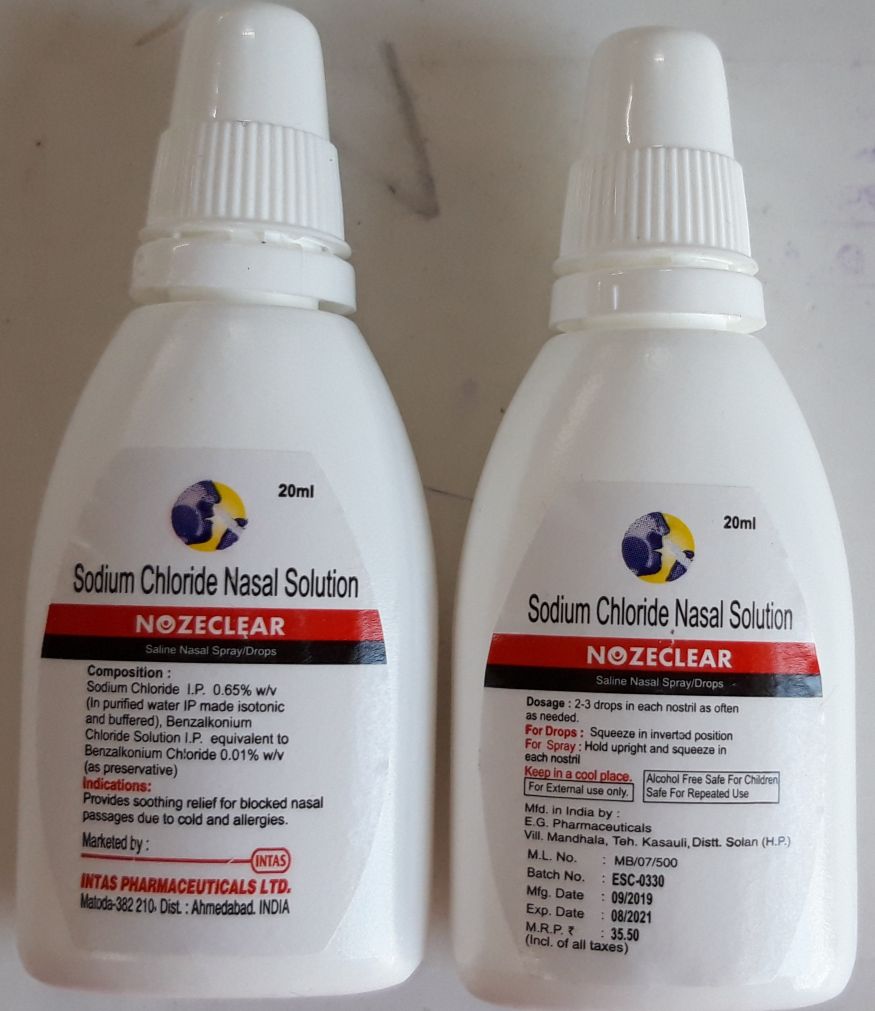 20ml
Sodium Chloride Nasal Solution
NOZECLEAR
Saline Nasal Spray/Drops
Composition :
Sodium Chloride I.P. 0.65% w/v
(In purified water IP made isotonic
and buffered), Benzalkonium
Chloride Solution I.P. equivalent to
Benzalkonium Chloride 0.01% w/v
(as preservative)
Indications:
Provides soothing relief for blocked nasal
passages due to cold and allergies.
Marketed by :
INTAS
INTAS PHARMACEUTICALS LTD.
Matoda-382 210, Dist. : Ahmedabad. INDIA
20ml
Sodium Chloride Nasal Solution
NOZECLEAR
Saline Nasal Spray/Drops
Dosage : 2-3 drops in each nostril as often
as needed.
For Drops : Squeeze in inverted position
For Spray : Hold upright and squeeze in
each nostril
Keep in a cool place.
For External use only.
Alcohol Free Safe For Children
Safe For Repeated Use
Mfd. in India by :
E.G. Pharmaceuticals
Vill. Mandhala, Teh. Kasauli, Distt. Solan (H.P.)
M.L. No. : MB/07/500
Batch No. : ESC-0330
Mfg. Date : 09/2019
Exp. Date : 08/2021
M.R.P. ₹ : 35.50
(Incl. of all taxes)